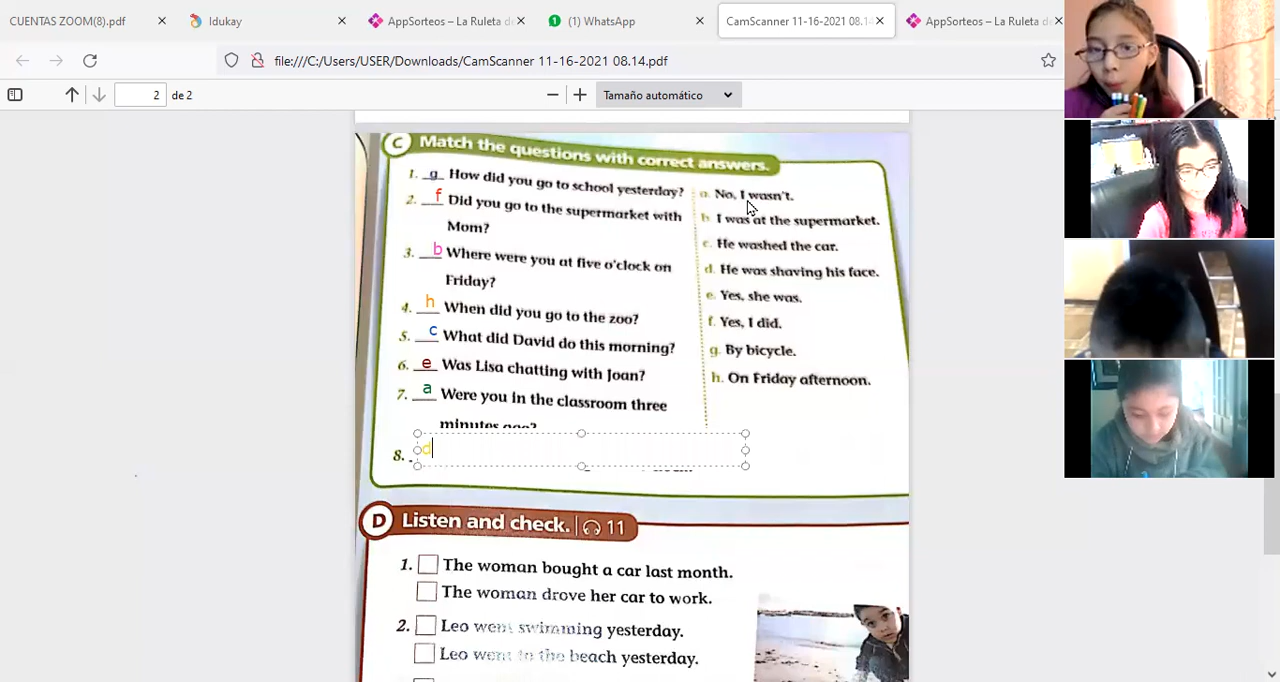 CUENTAS ZOOM(8).pdf
Idukay
AppSorteos – La Ruleta de
(1) WhatsApp
CamScanner 11-16-2021 08.14
AppSorteos – La Ruleta de
file:///C:/Users/USER/Downloads/CamScanner 11-16-2021 08.14.pdf
2 de 2
Tamaño automático
C Match the questions with correct answers.
1. g How did you go to school yesterday?
2. f Did you go to the supermarket with
Mom?
3. b Where were you at five o'clock on
Friday?
4. h When did you go to the zoo?
5. c What did David do this morning?
6. e Was Lisa chatting with Joan?
7. a Were you in the classroom three
minutes ago?
8. d
a. No, I wasn't.
b. I was at the supermarket.
c. He washed the car.
d. He was shaving his face.
e. Yes, she was.
f. Yes, I did.
g. By bicycle.
h. On Friday afternoon.
D Listen and check. 11
1. The woman bought a car last month.
The woman drove her car to work.
2. Leo went swimming yesterday.
Leo went to the beach yesterday.